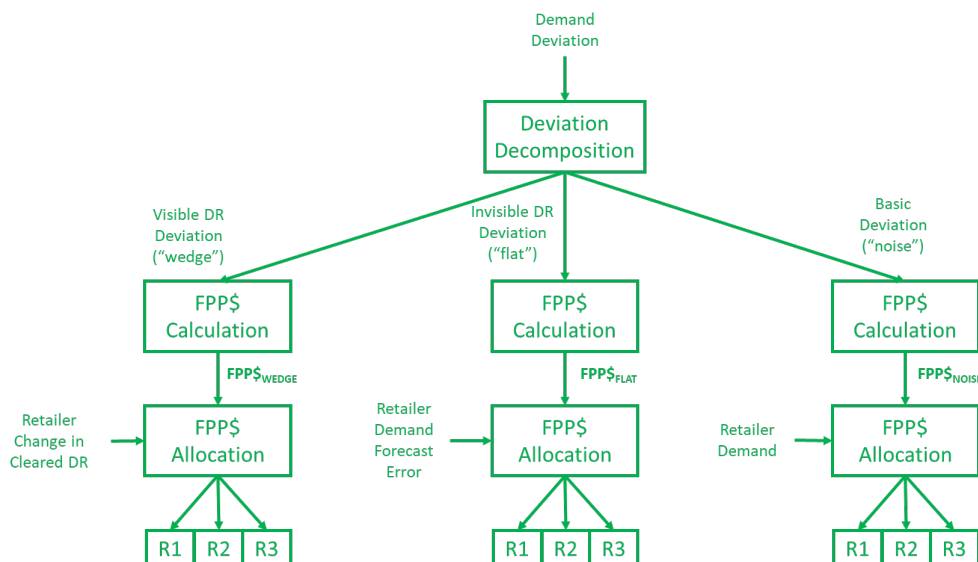 Demand
Deviation
Deviation
Decomposition
Visible DR
Deviation
(“wedge”)
Invisible DR
Deviation
(“flat”)
Basic
Deviation
(“noise”)
FPP$
Calculation
FPP$
Calculation
FPP$
Calculation
FPP$WEDGE
FPP$FLAT
FPP$NOISE
Retailer
Change in
Cleared DR
FPP$
Allocation
Retailer
Demand
Forecast
Error
FPP$
Allocation
Retailer
Demand
FPP$
Allocation
R1 R2 R3
R1 R2 R3
R1 R2 R3